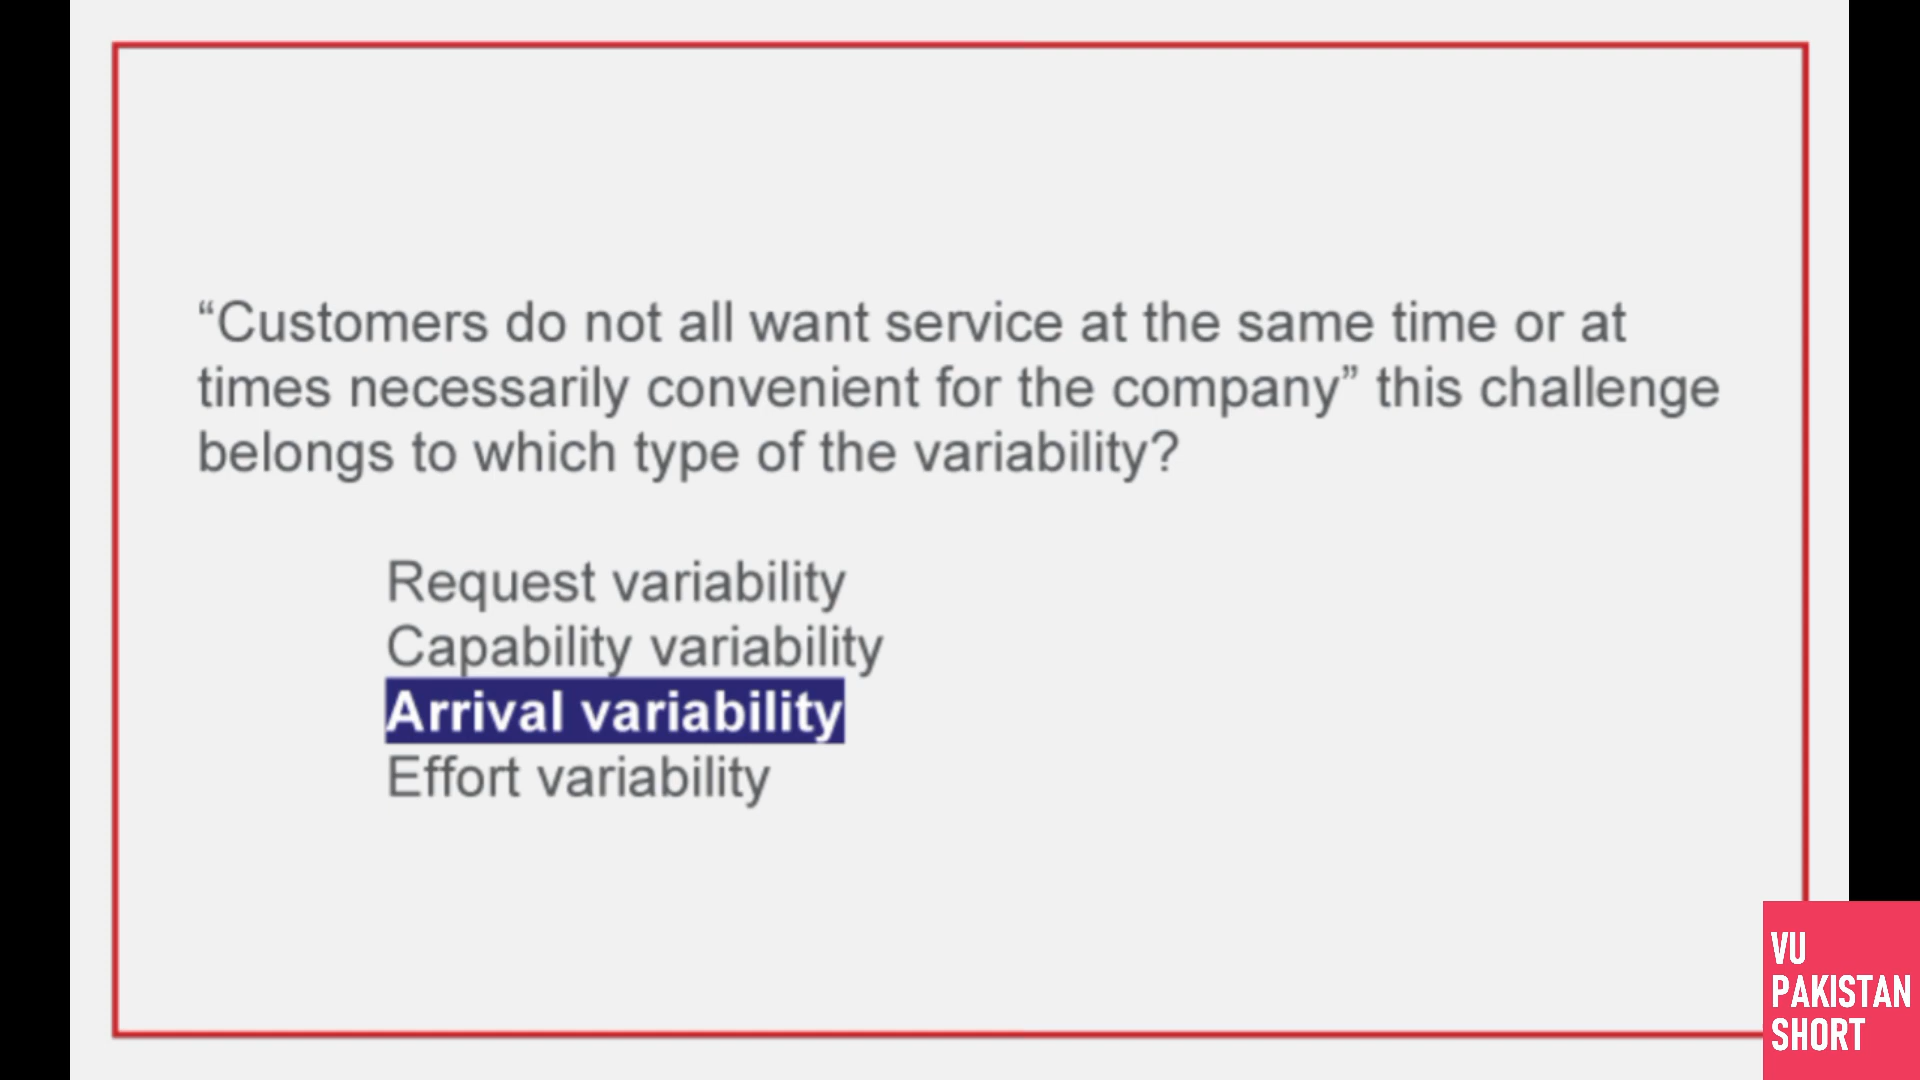 “Customers do not all want service at the same time or at
times necessarily convenient for the company” this challenge
belongs to which type of the variability?
Request variability
Capability variability
Arrival variability
Effort variability
VU
PAKISTAN
SHORT